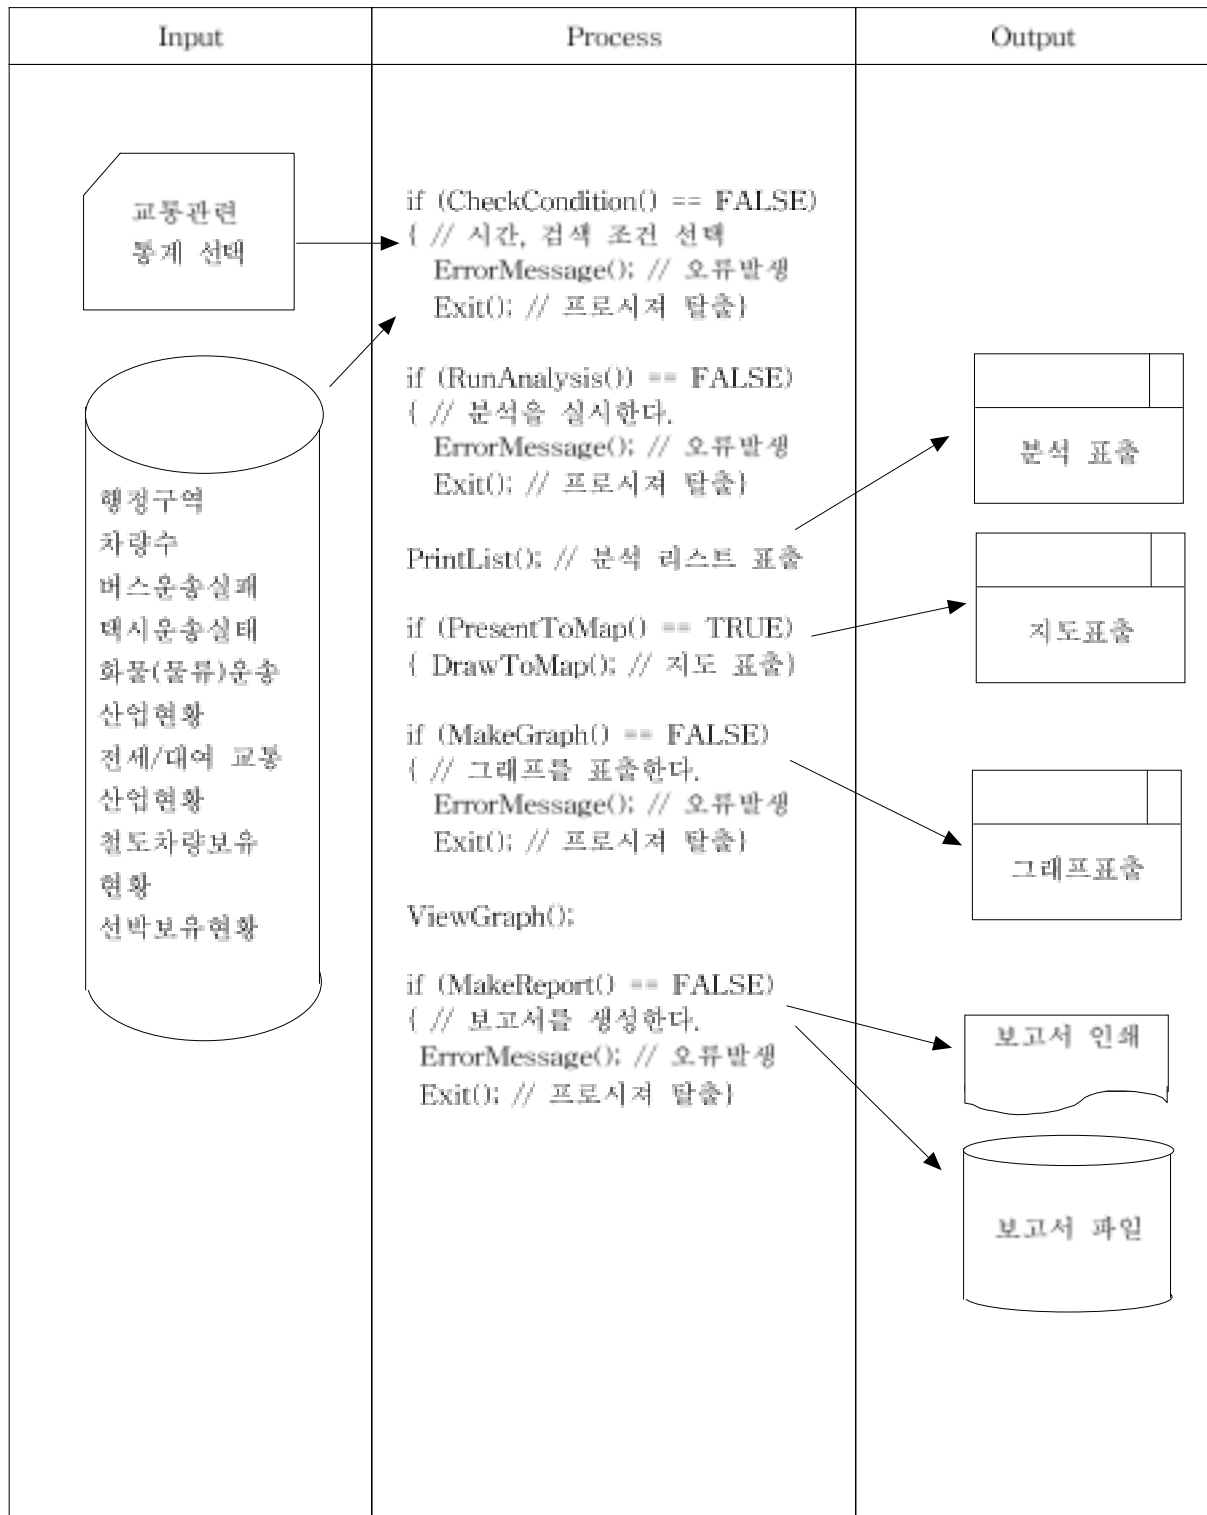 Input
Process
Output
교통관련
통계 선택
행정구역
차량수
버스운송실패
택시운송실태
화물(물류)운송
산업현황
전세/대여 교통
산업현황
철도차량보유
현황
선박보유현황
if (CheckCondition() == FALSE)
{ // 시간, 검색 조건 선택
ErrorMessage(); // 오류발생
Exit(); // 프로시져 탈출}
if (RunAnalysis()) == FALSE)
{ // 분석을 실시한다.
ErrorMessage(); // 오류발생
Exit(); // 프로시져 탈출}
PrintList(); // 분석 리스트 표출
if (PresentToMap() == TRUE)
{ DrawToMap(); // 지도 표출}
if (MakeGraph() == FALSE)
{ // 그래프를 표출한다.
ErrorMessage(); // 오류발생
Exit(); // 프로시져 탈출}
ViewGraph();
if (MakeReport() == FALSE)
{ // 보고서를 생성한다.
ErrorMessage(); // 오류발생
Exit(); // 프로시져 탈출}
분석 표출
지도표출
그래프표출
보고서 인쇄
보고서 파일